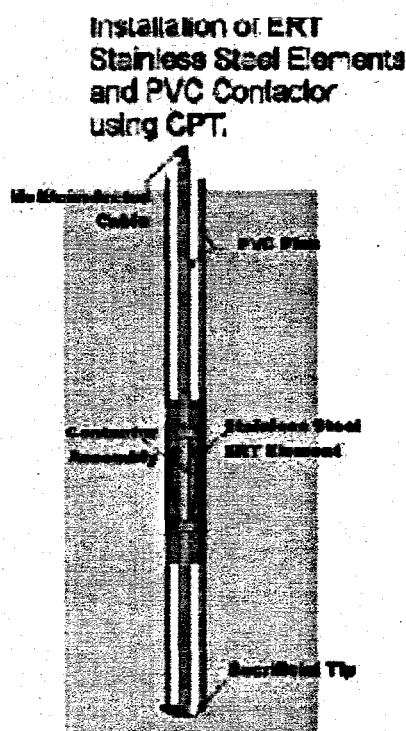 Installation of ERT
Stainless Steel Elements
and PVC Contactor
using CPT.
Multiconductor
Cable
PVC Pipe
Contactor
Assembly
Stainless Steel
ERT Element
Sacrificial Tip